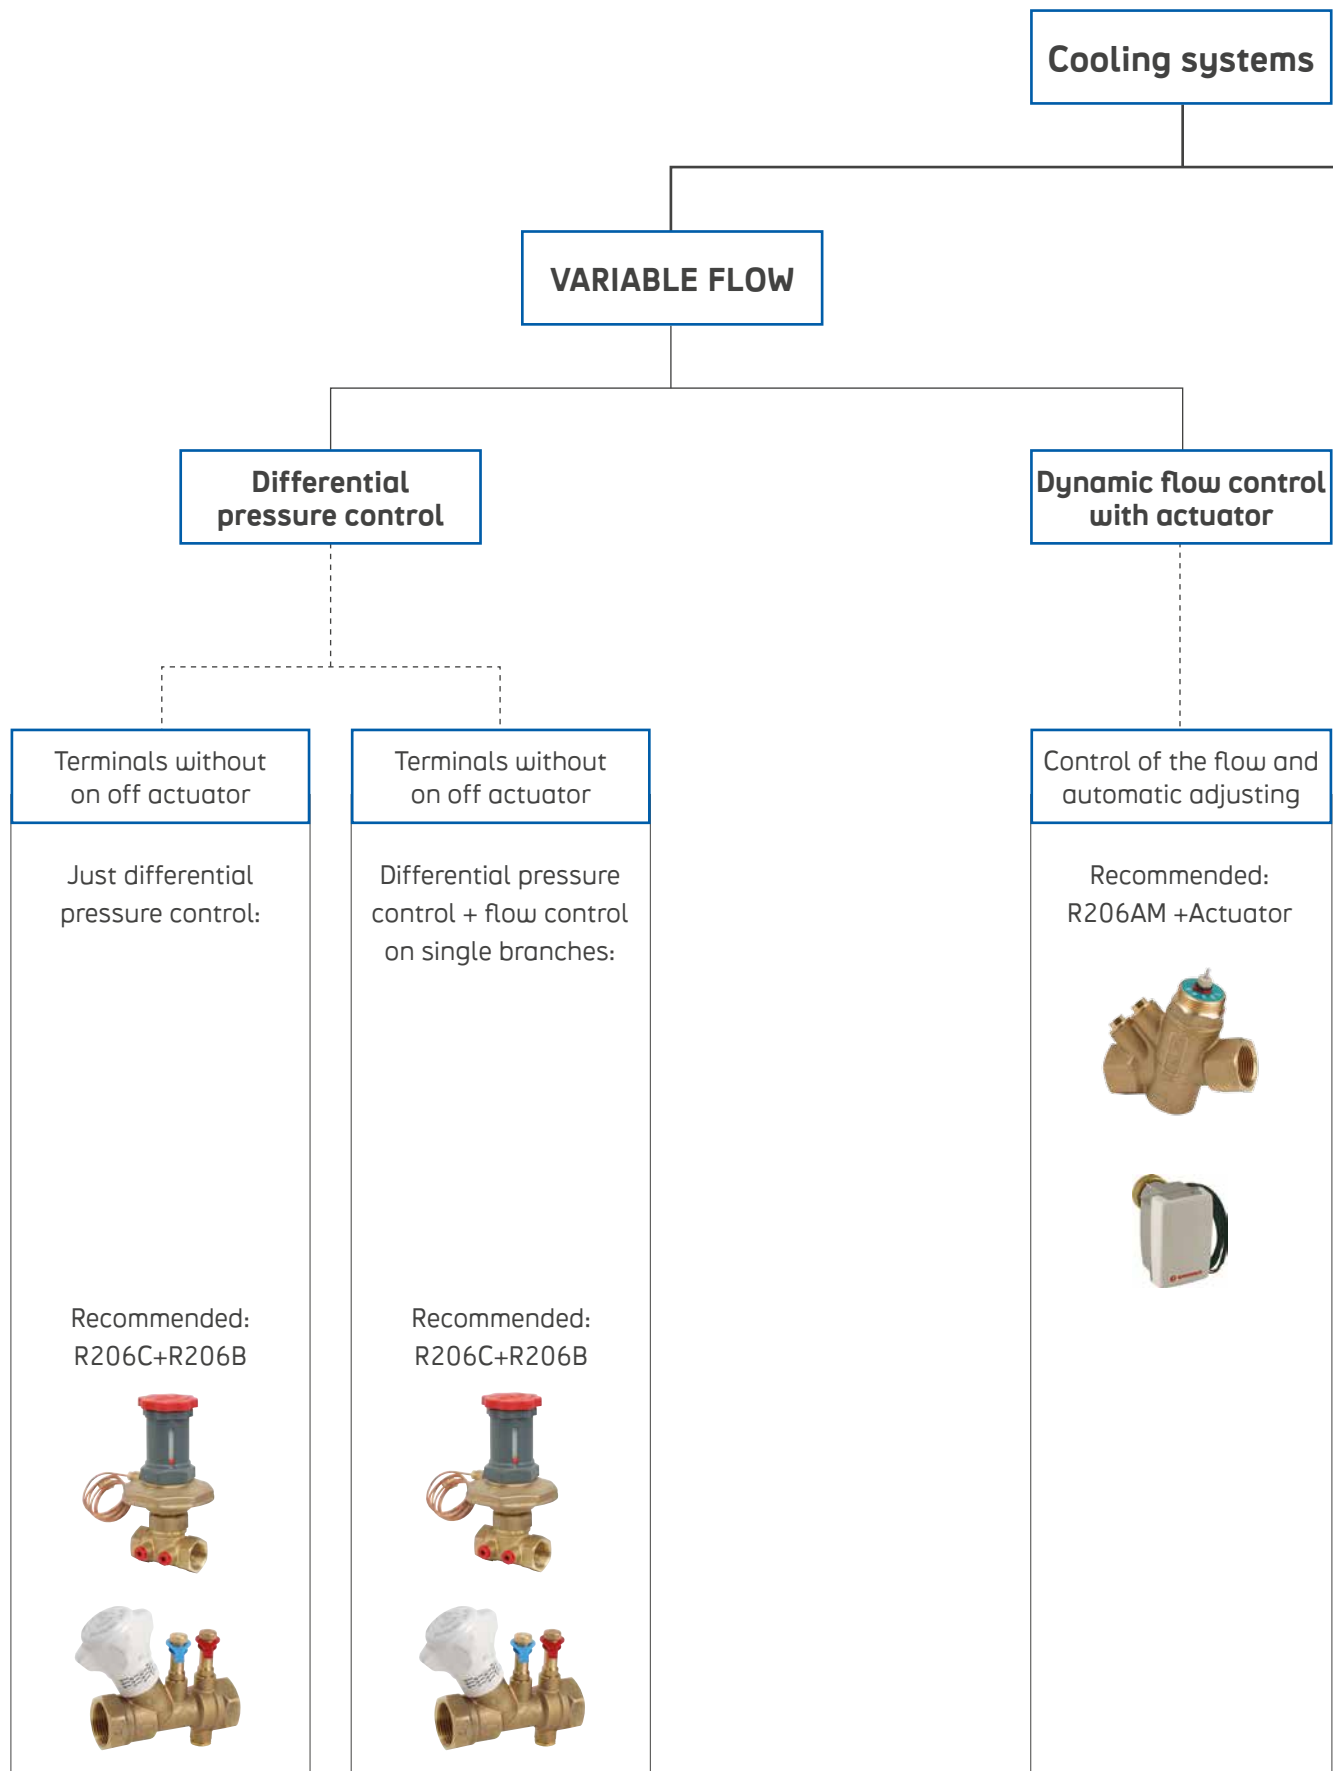 Cooling systems
VARIABLE FLOW
Differential
pressure control
Dynamic flow control
with actuator
Terminals without
on off actuator
Just differential
pressure control:
Recommended:
R206C+R206B
Terminals without
on off actuator
Differential pressure
control + flow control
on single branches:
Recommended:
R206C+R206B
Control of the flow and
automatic adjusting
Recommended:
R206AM +Actuator